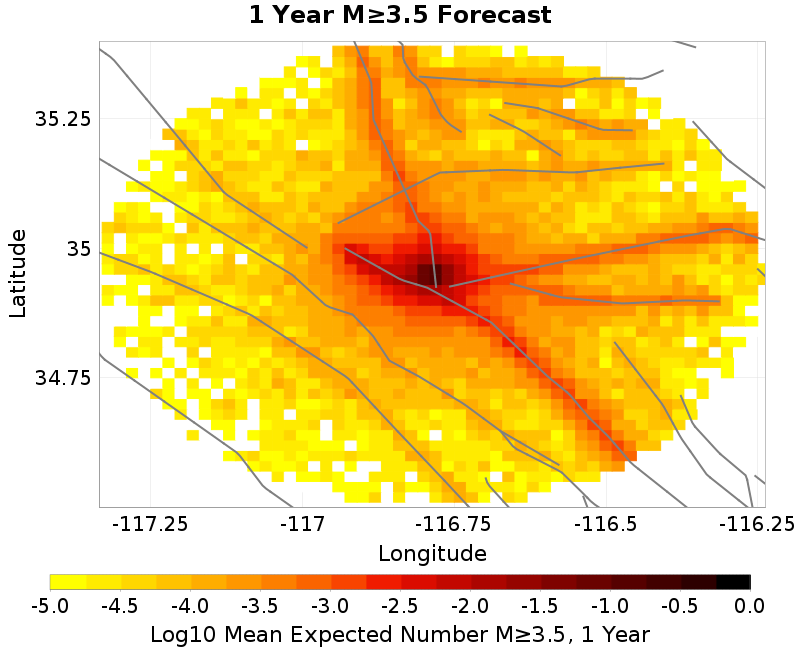 1 Year M≥3.5 Forecast
35.25
35
34.75
Latitude
-117.25 -117 -116.75 -116.5 -116.25
Longitude
-5.0 -4.5 -4.0 -3.5 -3.0 -2.5 -2.0 -1.5 -1.0 -0.5 0.0
Log10 Mean Expected Number M≥3.5, 1 Year